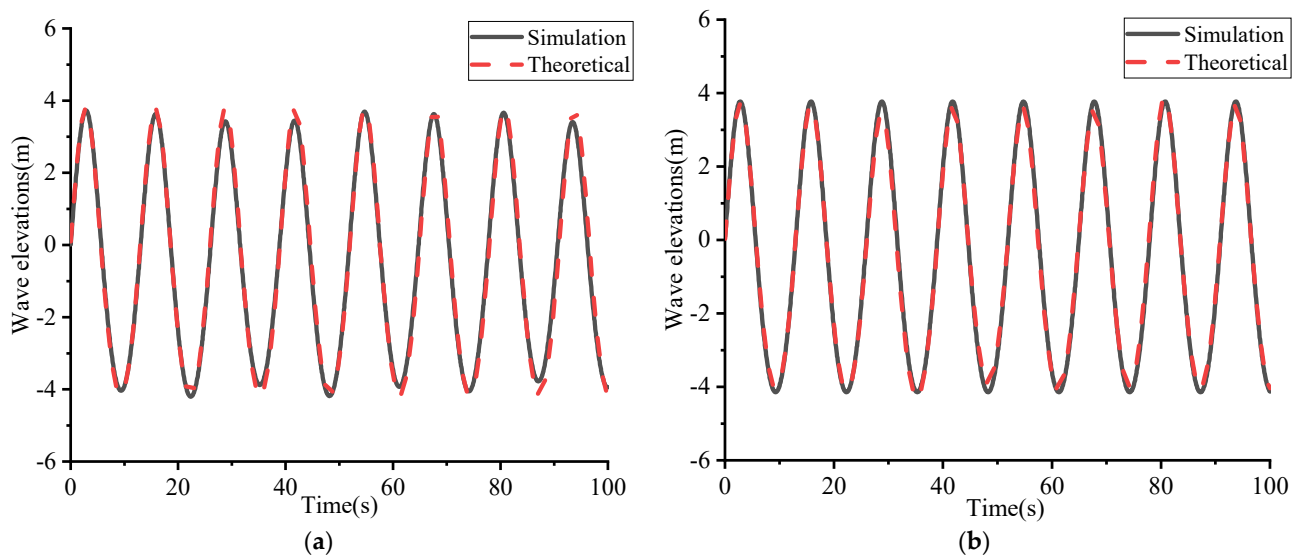 6
4
2
0
-2
-4
-6
Wave elevations(m)
Simulation
Theoretical
0 20 40 60 80 100
Time(s)
(a)
6
4
2
0
-2
-4
-6
Wave elevations(m)
Simulation
Theoretical
0 20 40 60 80 100
Time(s)
(b)